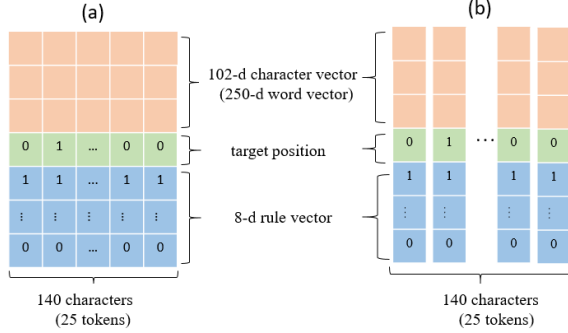 (a)
(b)
102-d character vector
(250-d word vector)
0 1 ... 0 0
target position
0 1 ... 0 0
1 1 ... 1 1
1 1 1 1
⋮ ⋮ ⋮ ⋮ ⋮
8-d rule vector
⋮ ⋮ ⋮ ⋮
0 0 ... 0 0
0 0 0 0
140 characters
(25 tokens)
140 characters
(25 tokens)